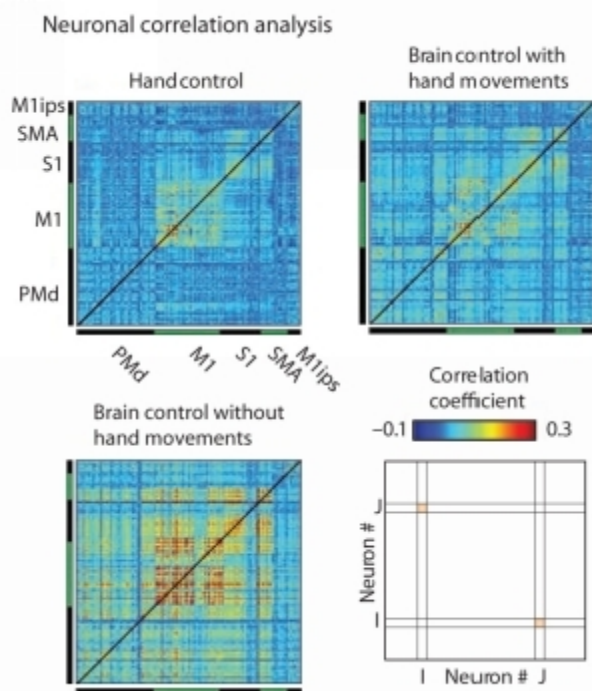 Neuronal correlation analysis
Hand control
Brain control with
hand movements
M1ips
SMA
S1
M1
PMd
PMd
M1
S1
SMA
M1ips
Brain control without
hand movements
Correlation
coefficient
−0.1
0.3
J
Neuron #
I
I Neuron # J